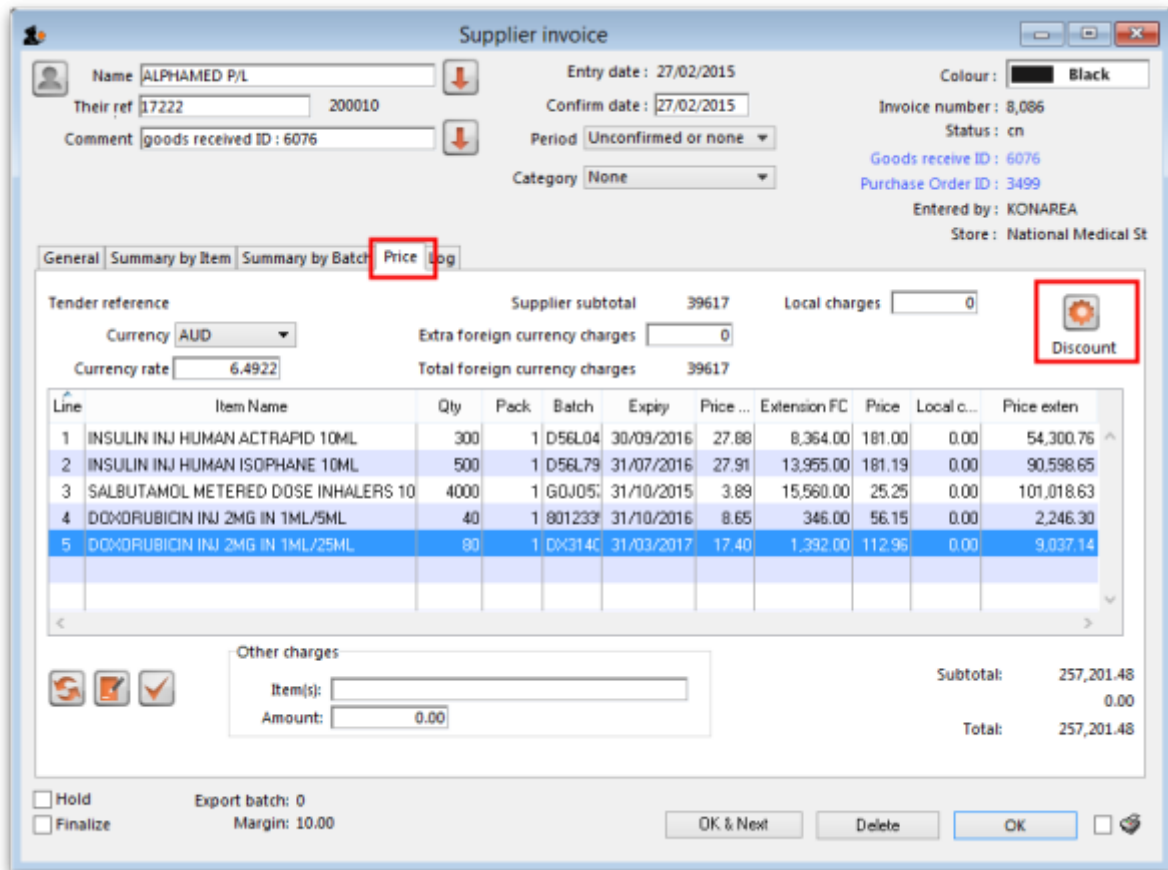 Supplier invoice
Name ALPHAMED P/L Entry date : 27/02/2015 Colour : Black
Their ref 17222 200010 Confirm date : 27/02/2015 Invoice number : 8,086
Comment goods received ID : 6076 Period Unconfirmed or none Status : cn
Goods receive ID : 6076
Category None Purchase Order ID : 3499
Entered by : KONAREA
Store : National Medical St
General Summary by Item Summary by Batch Price Log
Tender reference Supplier subtotal 39617 Local charges 0
Currency AUD Extra foreign currency charges 0 Discount
Currency rate 6.4922 Total foreign currency charges 39617
Line Item Name Qty Pack Batch Expiry Price ... Extension FC Price Local c... Price exten
1 INSULIN INJ HUMAN ACTRAPID 10ML 300 1 D56L04 30/09/2016 27.88 8,364.00 181.00 0.00 54,300.76
2 INSULIN INJ HUMAN ISOPHANE 10ML 500 1 D56L79 31/07/2016 27.91 13,955.00 181.19 0.00 90,598.65
3 SALBUTAMOL METERED DOSE INHALERS 10 4000 1 31/10/2015 3.89 15,560.00 25.25 0.00 101,018.63
4 DOXORUBICIN INJ 2MG IN 1ML/5ML 40 1 31/10/2016 8.65 346.00 56.15 0.00 2,246.30
5 DOXORUBICIN INJ 2MG IN 1ML/25ML 80 1 31/03/2017 17.40 1,392.00 112.96 0.00 9,037.14
Other charges
Item(s): Subtotal: 257,201.48
0.00
Amount: 0.00 Total: 257,201.48
Hold Export batch: 0
Finalize Margin: 10.00 OK & Next Delete OK